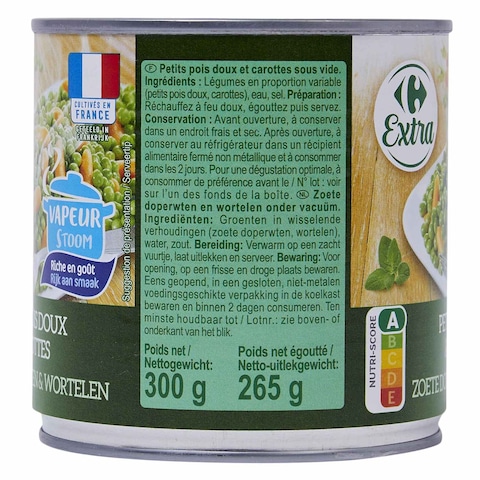 CULTIVÉS EN
FRANCE
GETEELD IN
FRANKRIJK
VAPEUR
STOOM
Riche en goût
Rijk aan smaak
Suggestion de présentation / Serveertip
S DOUX
TTES
EN & WORTELEN
Petits pois doux et carottes sous vide.
Ingrédients : Légumes en proportion variable
(petits pois doux, carottes), eau, sel. Préparation :
Réchauffez à feu doux, égouttez puis servez.
Conservation : Avant ouverture, à conserver
dans un endroit frais et sec. Après ouverture, à
conserver au réfrigérateur dans un récipient
alimentaire fermé non métallique et à consommer
dans les 2 jours. Pour une dégustation optimale, à
consommer de préférence avant le / N° lot : voir
sur l'un des fonds de la boîte. NL Zoete
doperwten en wortelen onder vacuüm.
Ingrediënten: Groenten in wisselende
verhoudingen (zoete doperwten, wortelen),
water, zout. Bereiding: Verwarm op een zacht
vuurtje, laat uitlekken en serveer. Bewaring: Voor
opening, op een frisse en droge plaats bewaren.
Eens geopend, in een gesloten, niet-metalen
voedingsgeschikte verpakking in de koelkast
bewaren en binnen 2 dagen consumeren. Ten
minste houdbaar tot / Lotnr.: zie boven- of
onderkant van het blik.
Poids net / Poids net égoutté /
Nettogewicht: Netto-uitlekgewicht:
300 g 265 g
Extra
NUTRI-SCORE
A
B
C
D
E
PE
ZOETE D